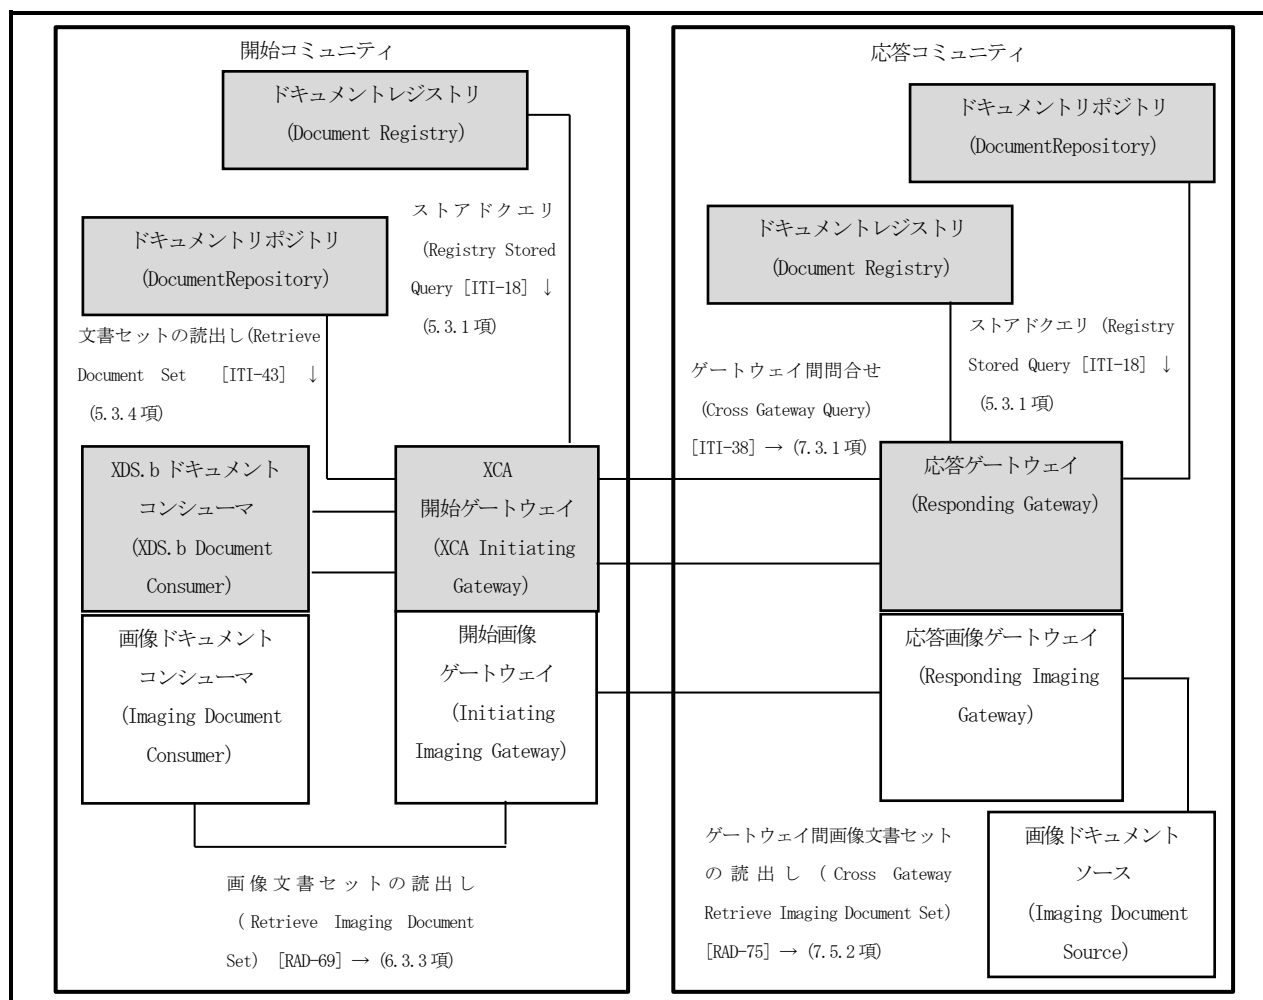 開始コミュニティ
ドキュメントレジストリ
(Document Registry)
ストアドクエリ
(Registry Stored
Query [ITI-18] ↓
(5.3.1項)
ドキュメントリポジトリ
(DocumentRepository)
文書セットの読出し(Retrieve
Document Set [ITI-43] ↓
(5.3.4項)
XDS.b ドキュメント
コンシューマ
(XDS.b Document
Consumer)
XCA
開始ゲートウェイ
(XCA Initiating
Gateway)
画像ドキュメント
コンシューマ
(Imaging Document
Consumer)
開始画像
ゲートウェイ
(Initiating
Imaging Gateway)
画像文書セットの読出し
(Retrieve Imaging Document
Set) [RAD-69] → (6.3.3項)
応答コミュニティ
ドキュメントリポジトリ
(DocumentRepository)
ドキュメントレジストリ
(Document Registry)
ストアドクエリ (Registry
Stored Query [ITI-18] ↓
(5.3.1項)
ゲートウェイ間問合せ
(Cross Gateway Query)
[ITI-38] → (7.3.1項)
応答ゲートウェイ
(Responding Gateway)
応答画像ゲートウェイ
(Responding Imaging
Gateway)
ゲートウェイ間画像文書セット
の読出し (Cross Gateway
Retrieve Imaging Document Set)
[RAD-75] → (7.5.2項)
画像ドキュメント
ソース
(Imaging Document
Source)